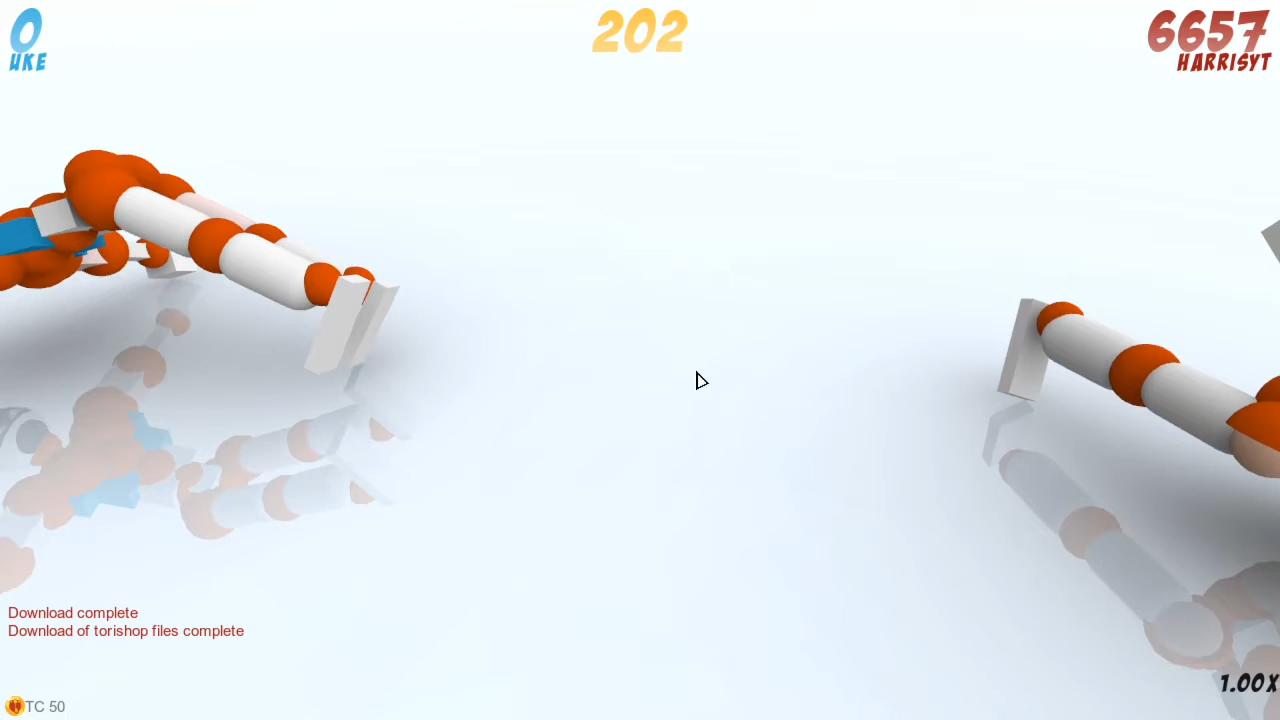 0
UKE
202
6657
HARRISYT
Download complete
Download of torishop files complete
TC 50
1.00X